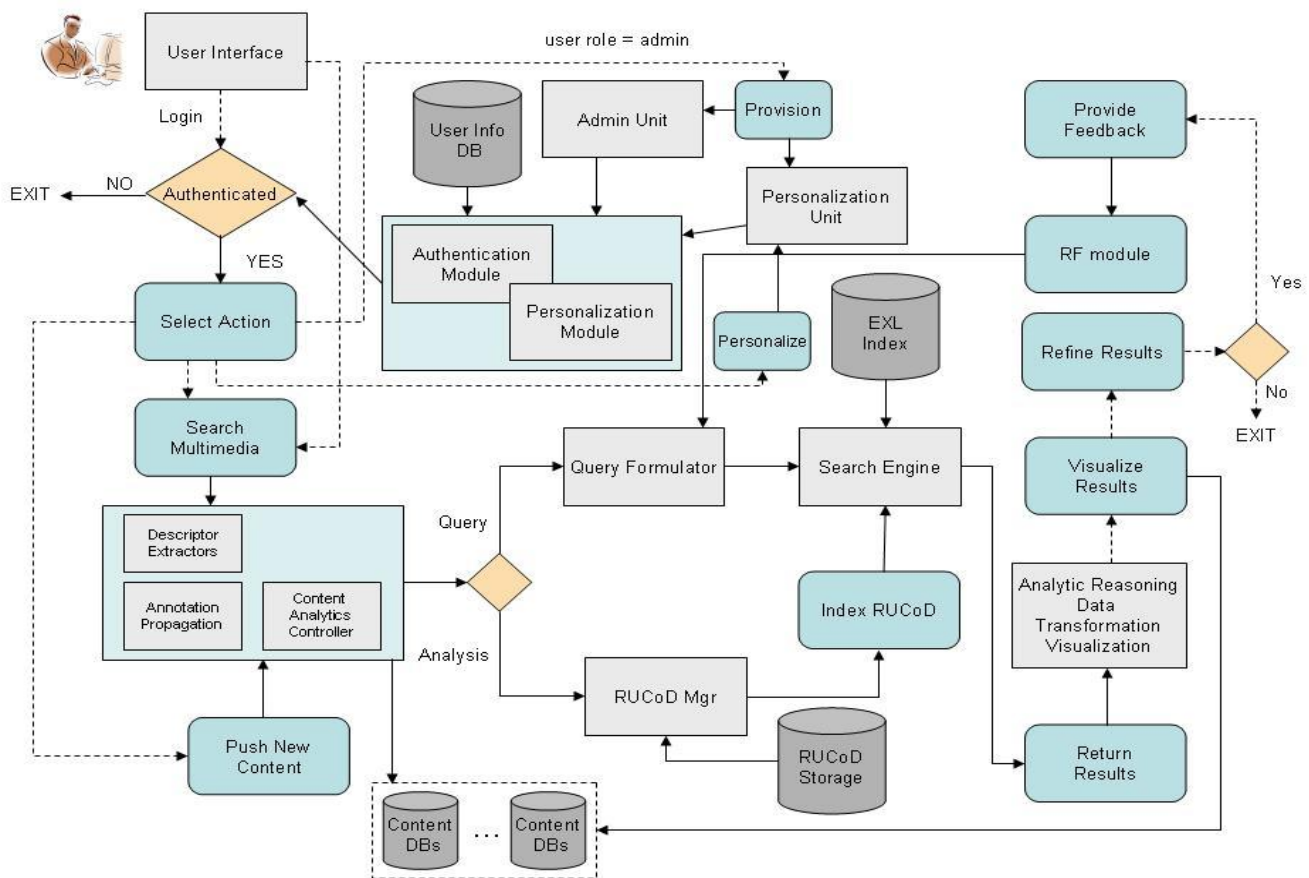 User Interface
user role = admin
Login
User Info
DB
Admin Unit
Provision
Provide
Feedback
EXIT
NO
Authenticated
Personalization
Unit
YES
Authentication
Module
Personalization
Module
RF module
Yes
Select Action
Personalize
EXL
Index
Refine Results
No
EXIT
Search
Multimedia
Query Formulator
Search Engine
Visualize
Results
Query
Descriptor
Extractors
Annotation
Propagation
Content
Analytics
Controller
Analysis
Index RUCoD
Analytic Reasoning
Data
Transformation
Visualization
RUCoD Mgr
Push New
Content
RUCoD
Storage
Return
Results
Content
DBs
...
Content
DBs